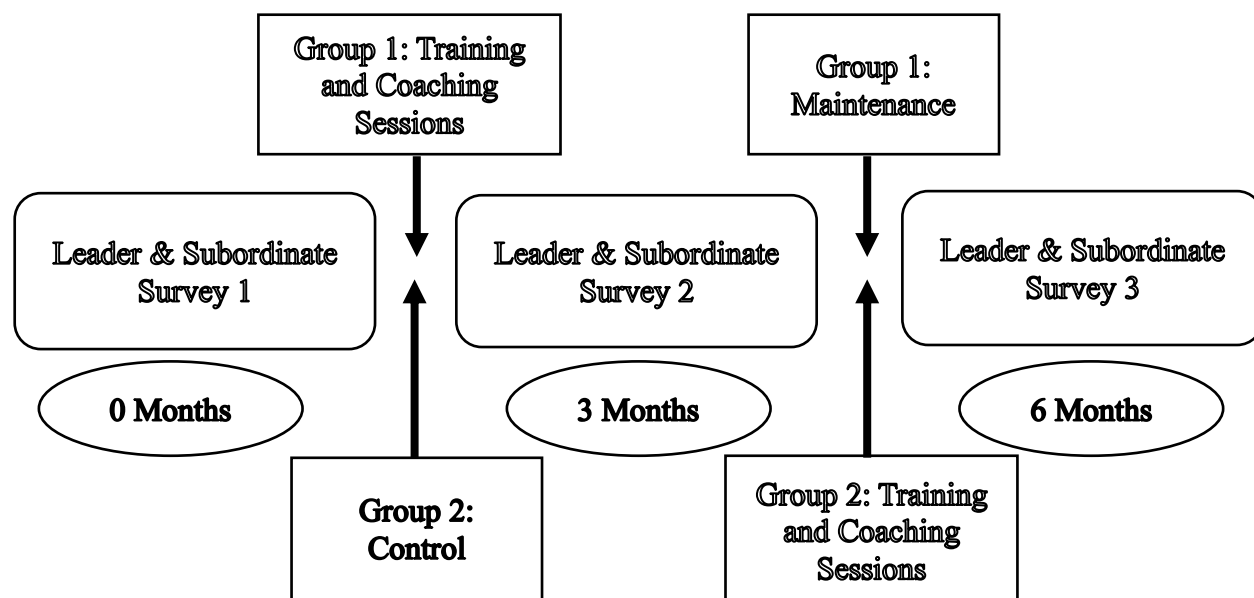 Group 1: Training
and Coaching
Sessions
Group 1:
Maintenance
Leader & Subordinate
Survey 1
Leader & Subordinate
Survey 2
Leader & Subordinate
Survey 3
0 Months
3 Months
6 Months
Group 2:
Control
Group 2: Training
and Coaching
Sessions